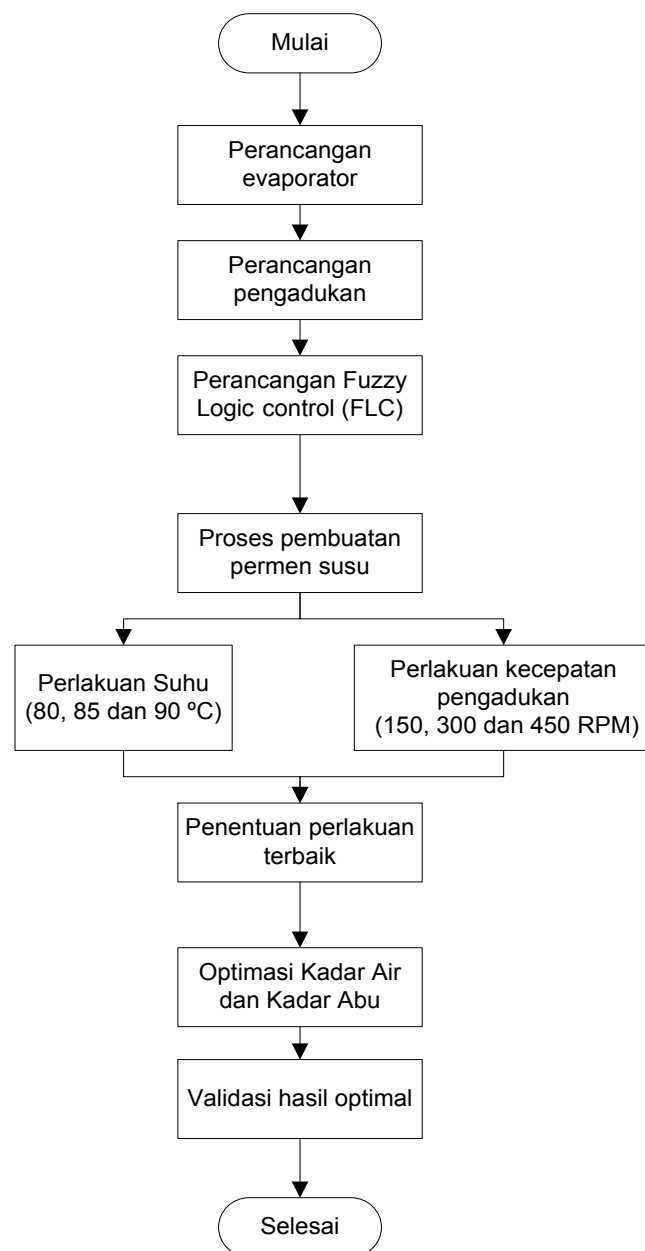 Mulai
Perancangan
evaporator
Perancangan
pengadukan
Perancangan Fuzzy
Logic control (FLC)
Proses pembuatan
permen susu
Perlakuan Suhu
(80, 85 dan 90 ºC)
Perlakuan kecepatan
pengadukan
(150, 300 dan 450 RPM)
Penentuan perlakuan
terbaik
Optimasi Kadar Air
dan Kadar Abu
Validasi hasil optimal
Selesai